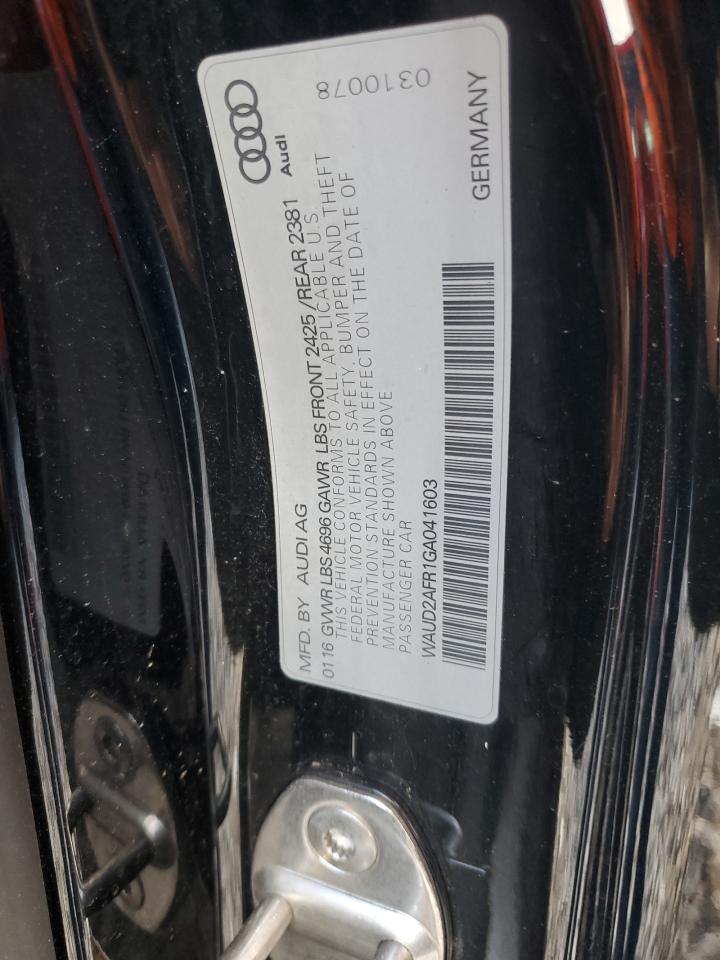 MFD. BY AUDI AG
Audi
01 16 GVWR LBS 4696 GAWR LBS FRONT 2425 / REAR 2381
THIS VEHICLE CONFORMS TO ALL APPLICABLE U.S.
FEDERAL MOTOR VEHICLE SAFETY, BUMPER AND THEFT
PREVENTION STANDARDS IN EFFECT ON THE DATE OF
MANUFACTURE SHOWN ABOVE
PASSENGER CAR
WAUD2AFR1GA041603
0310078
GERMANY